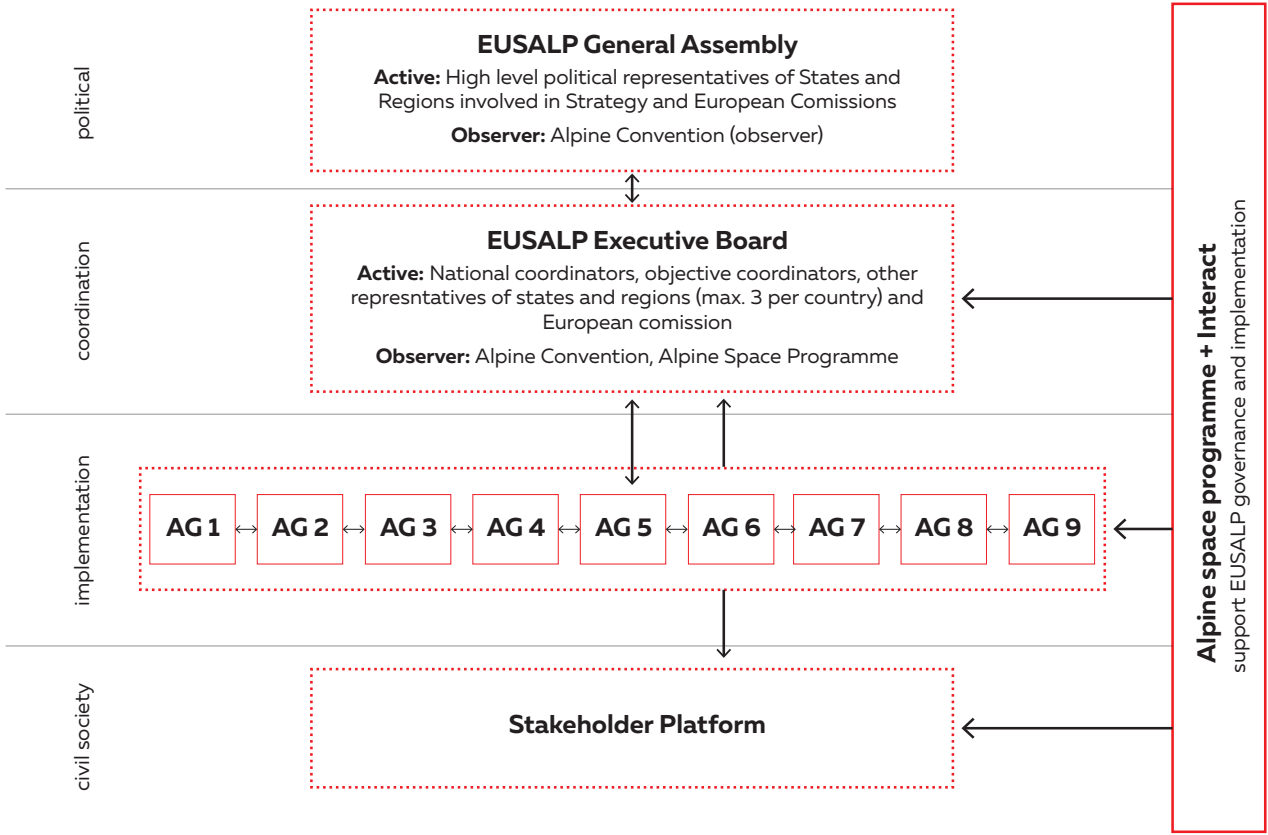 political
EUSALP General Assembly
Active: High level political representatives of States and
Regions involved in Strategy and European Comissions
Observer: Alpine Convention (observer)
coordination
EUSALP Executive Board
Active: National coordinators, objective coordinators, other
represntatives of states and regions (max. 3 per country) and
European comission
Observer: Alpine Convention, Alpine Space Programme
implementation
AG 1 AG 2 AG 3 AG 4 AG 5 AG 6 AG 7 AG 8 AG 9
civil society
Stakeholder Platform
Alpine space programme + Interact
support EUSALP governance and implementation